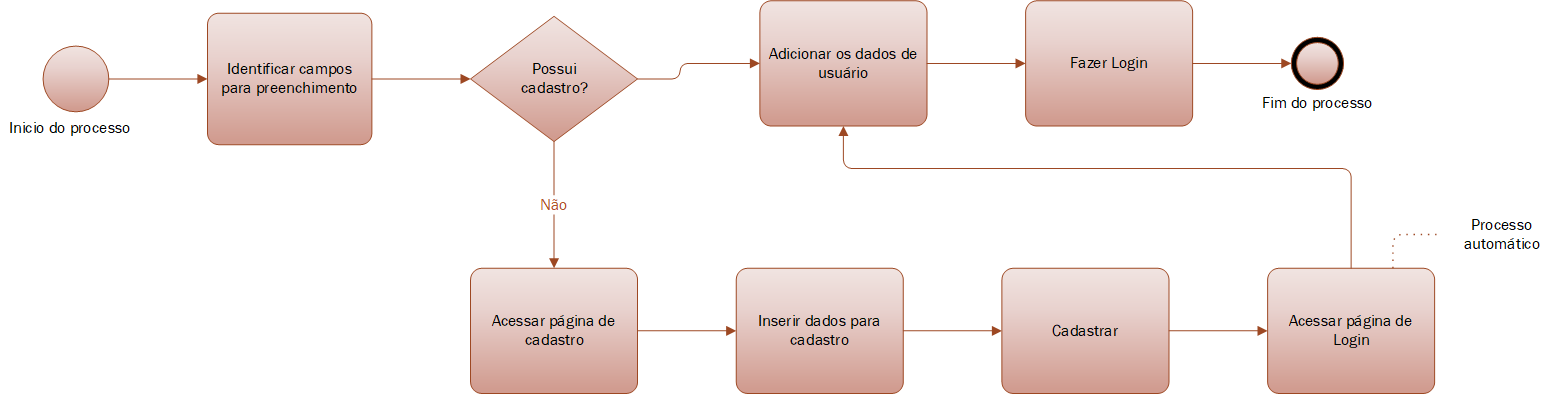 Inicio do processo
Identificar campos
para preenchimento
Possui
cadastro?
Adicionar os dados de
usuário
Fazer Login
Fim do processo
Não
Processo
automático
Acessar página de
cadastro
Inserir dados para
cadastro
Cadastrar
Acessar página de
Login